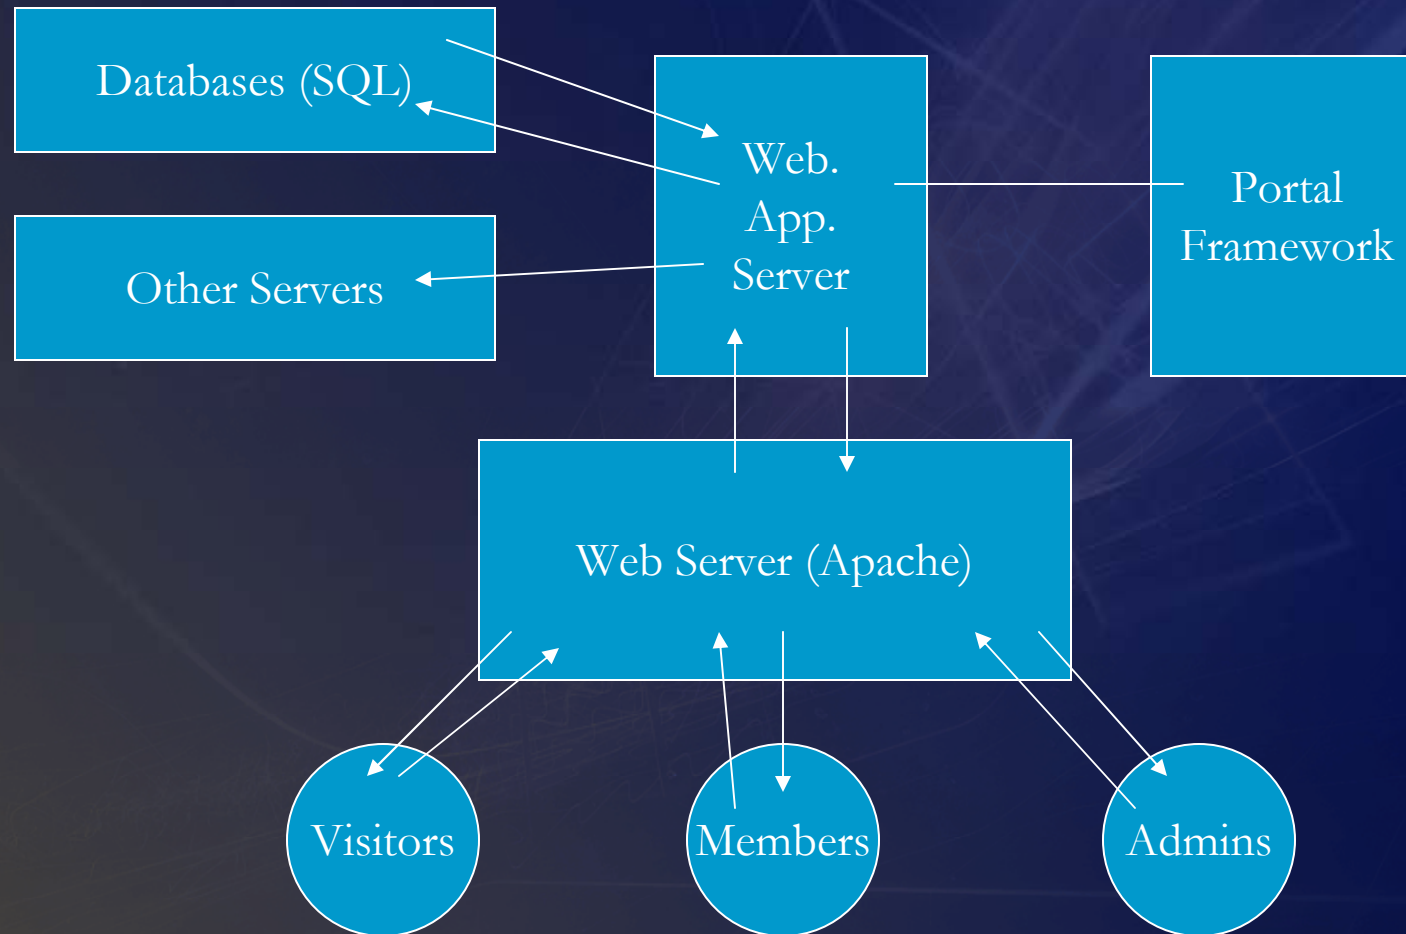 Databases (SQL)
Web.
App.
Server
Portal
Framework
Other Servers
Web Server (Apache)
Visitors
Members
Admins